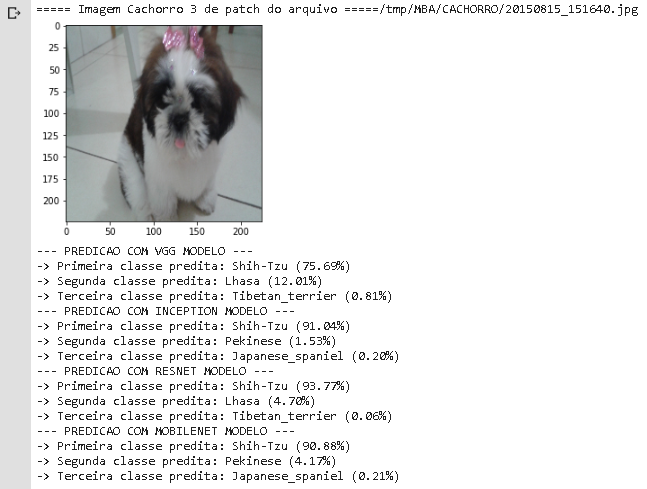 ===== Imagem Cachorro 3 de patch do arquivo =====/tmp/MBA/CACHORRO/20150815_151640.jpg
0
25
50
75
100
125
150
175
200
0 50 100 150 200
--- PREDICAO COM VGG MODELO ---
-> Primeira classe predita: Shih-Tzu (75.69%)
-> Segunda classe predita: Lhasa (12.01%)
-> Terceira classe predita: Tibetan_terrier (0.81%)
--- PREDICAO COM INCEPTION MODELO ---
-> Primeira classe predita: Shih-Tzu (91.04%)
-> Segunda classe predita: Pekinese (1.53%)
-> Terceira classe predita: Japanese_spaniel (0.20%)
--- PREDICAO COM RESNET MODELO ---
-> Primeira classe predita: Shih-Tzu (93.77%)
-> Segunda classe predita: Lhasa (4.70%)
-> Terceira classe predita: Tibetan_terrier (0.06%)
--- PREDICAO COM MOBILENET MODELO ---
-> Primeira classe predita: Shih-Tzu (90.88%)
-> Segunda classe predita: Pekinese (4.17%)
-> Terceira classe predita: Japanese_spaniel (0.21%)